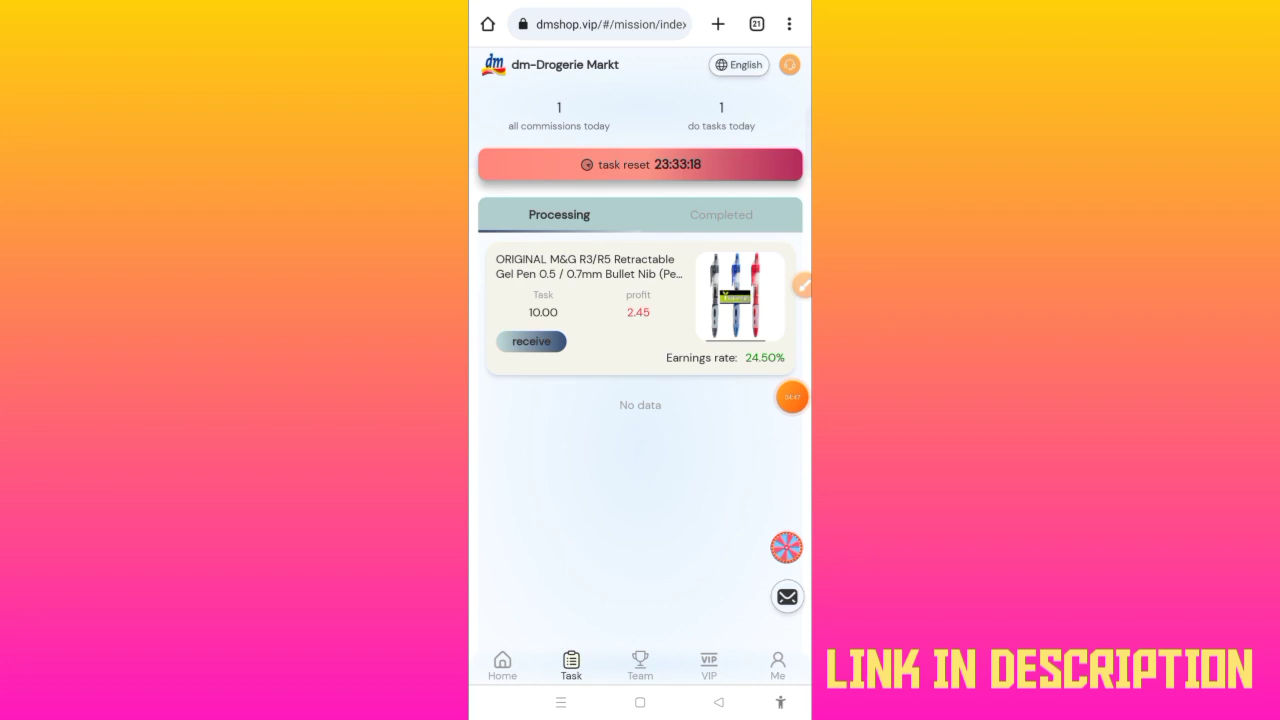 dmshop.vip/#/mission/index
21
dm dm-Drogerie Markt
English
1
all commissions today
1
do tasks today
task reset 23:33:18
Processing
Completed
ORIGINAL M&G R3/R5 Retractable
Gel Pen 0.5 / 0.7mm Bullet Nib (Pe...
Task
profit
10.00
2.45
receive
Earnings rate: 24.50%
No data
04:47
VIP
Home
Task
Team
VIP
Me
LINK IN DESCRIPTION